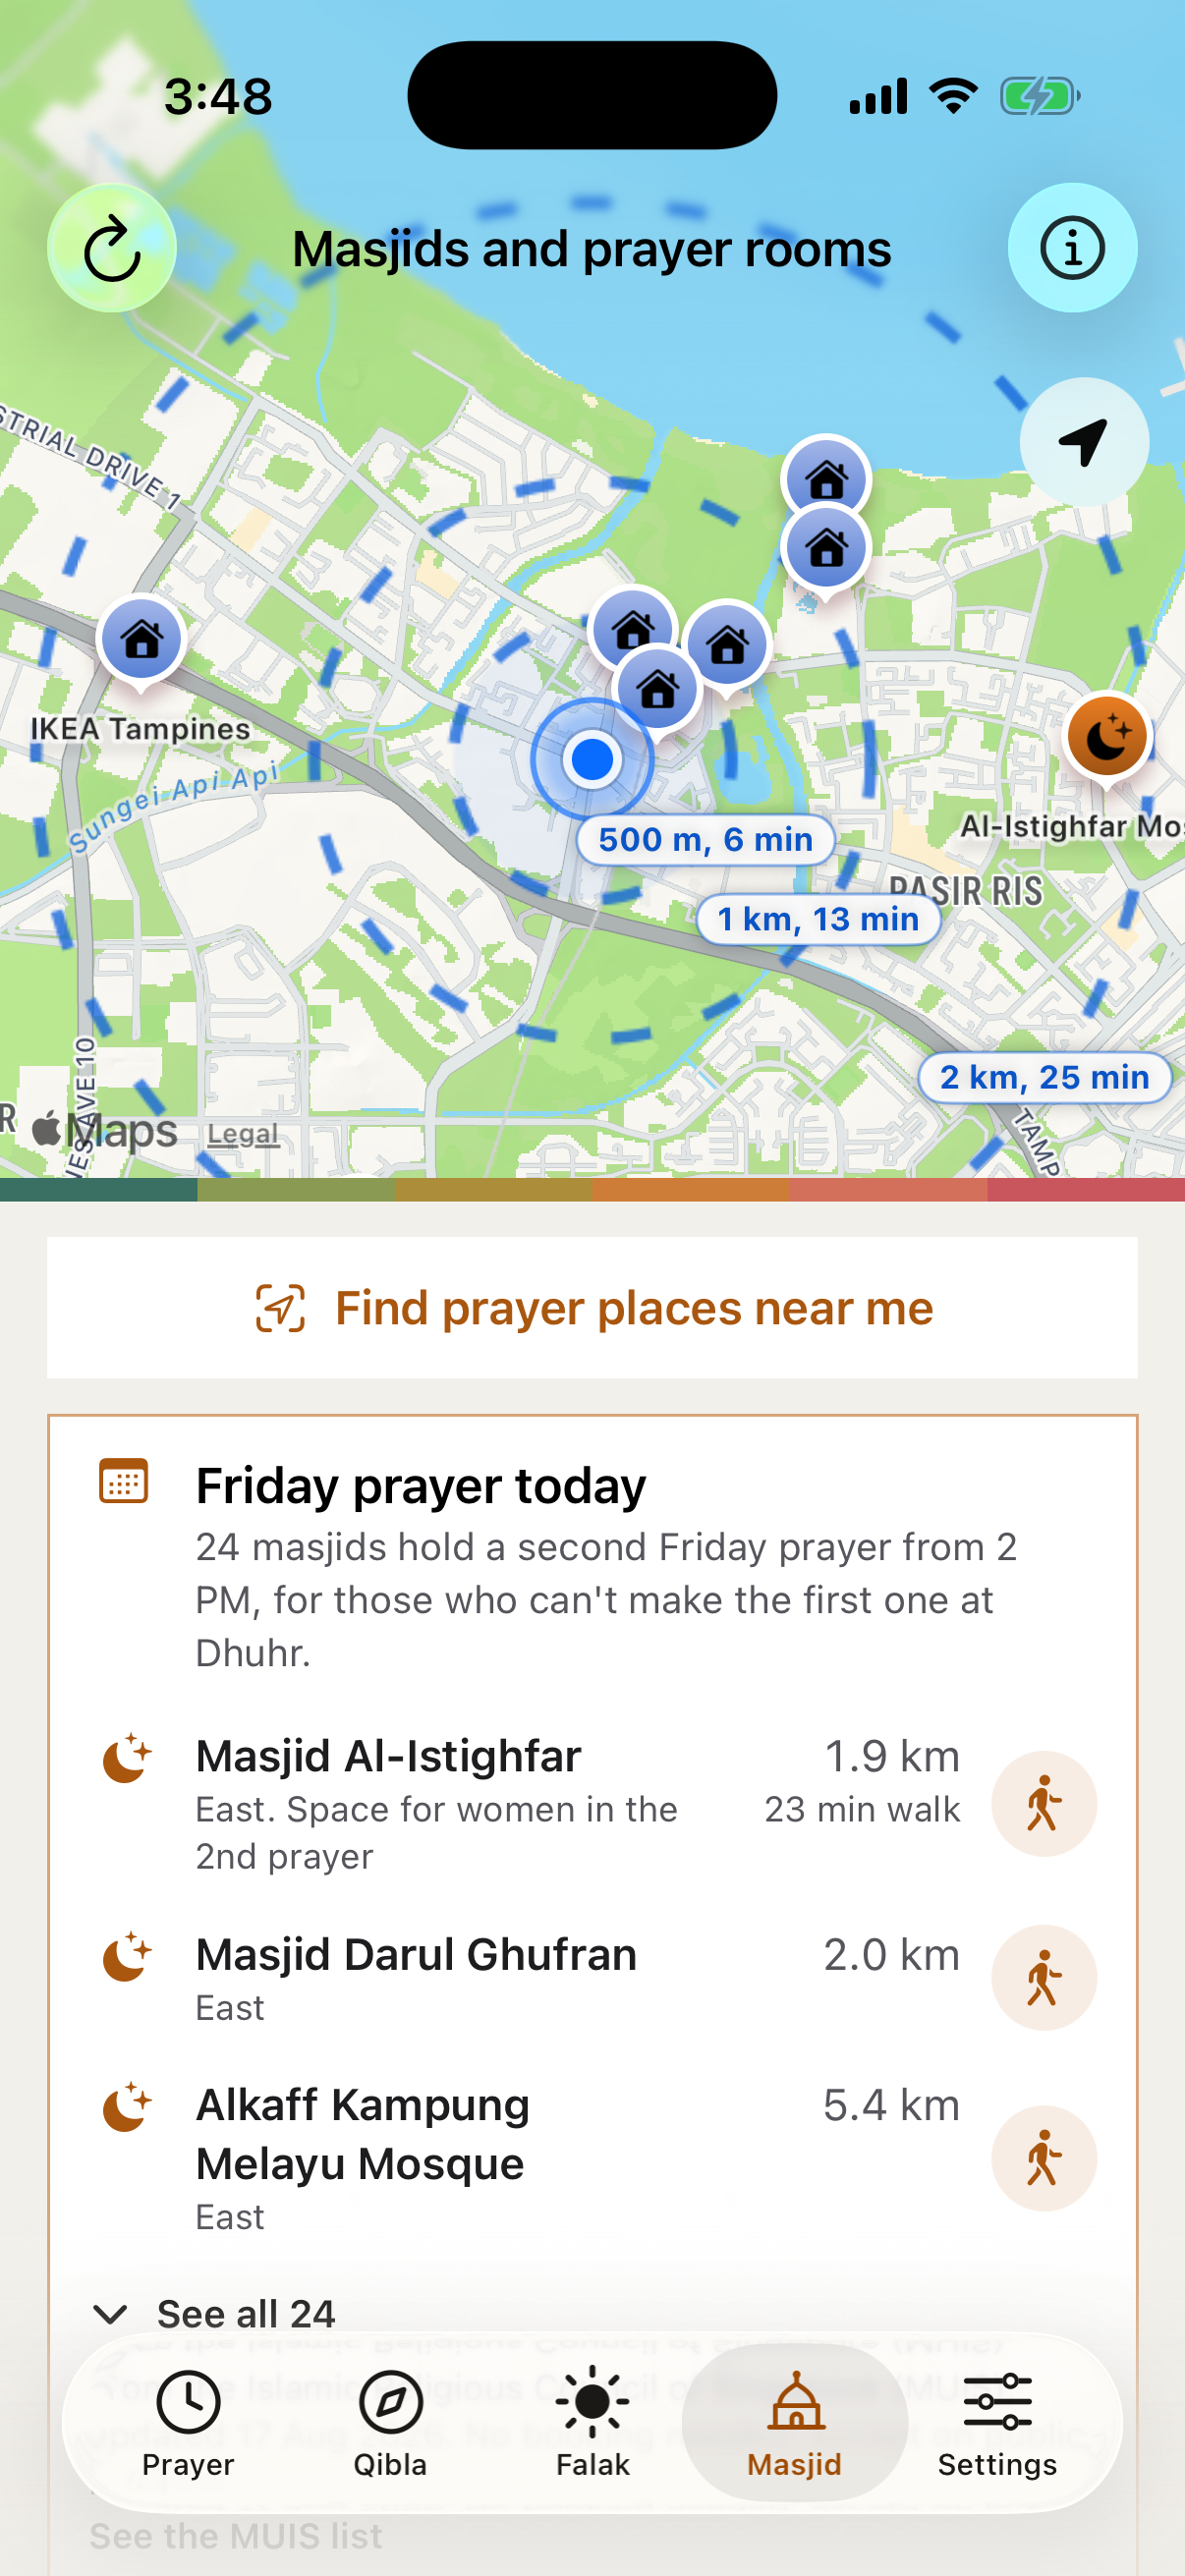 3:48
Masjids and prayer rooms
STRIAL DRIVE 1
IKEA Tampines
Sungei Api Api
Al-Istighfar Mos
500 m, 6 min
PASIR RIS
1 km, 13 min
2 km, 25 min
NES AVE 10
TAMP
R
Maps
Legal
Find prayer places near me
Friday prayer today
24 masjids hold a second Friday prayer from 2
PM, for those who can't make the first one at
Dhuhr.
Masjid Al-Istighfar
1.9 km
East. Space for women in the
23 min walk
2nd prayer
Masjid Darul Ghufran
2.0 km
East
Alkaff Kampung
5.4 km
Melayu Mosque
East
See all 24
Prayer
Qibla
Falak
Masjid
Settings
See the MUIS list